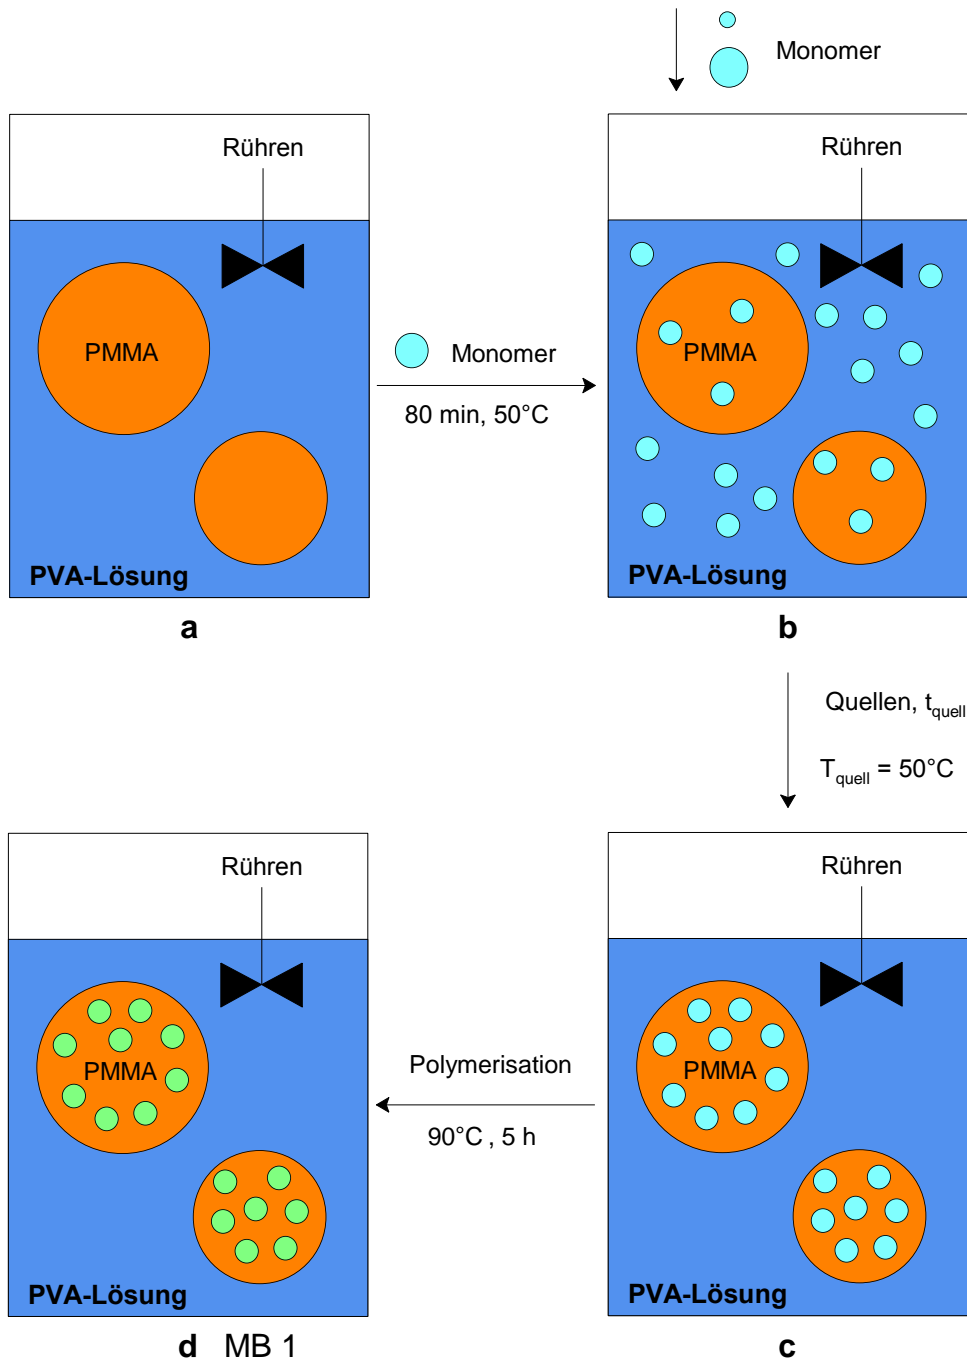 Monomer
Rühren
Rühren
PMMA
PMMA
Monomer
80 min, 50°C
PVA-Lösung
PVA-Lösung
a
b
Quellen, tquell
Tquell = 50°C
Rühren
Rühren
PMMA
PMMA
Polymerisation
90°C , 5 h
PVA-Lösung
PVA-Lösung
d MB 1
c